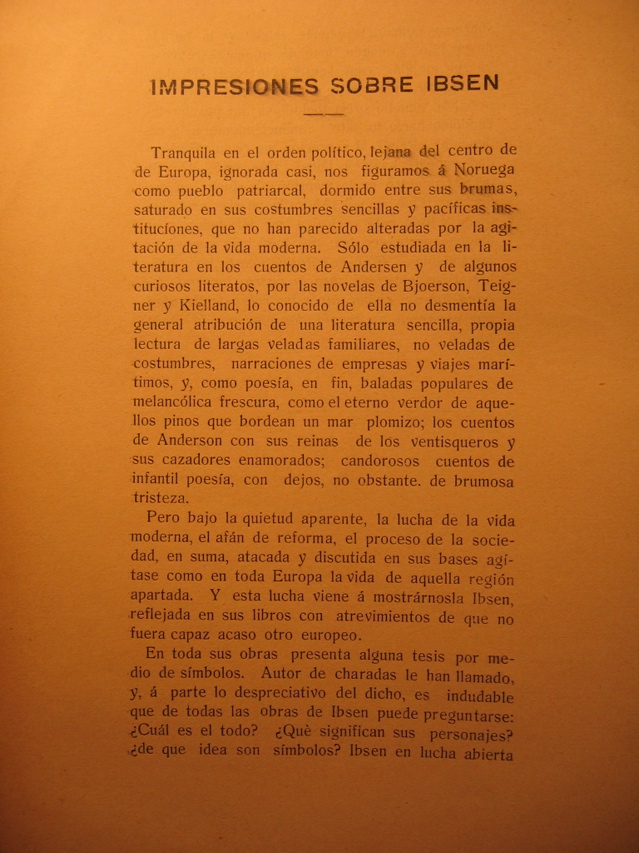 IMPRESIONES SOBRE IBSEN
Tranquila en el orden político, lejana del centro de
de Europa, ignorada casi, nos figuramos á Noruega
como pueblo patriarcal, dormido entre sus brumas,
saturado en sus costumbres sencillas y pacíficas ins-
titucíones, que no han parecido alteradas por la agi-
tación de la vida moderna. Sólo estudiada en la li-
teratura en los cuentos de Andersen y de algunos
curiosos literatos, por las novelas de Bjoerson, Teig-
ner y Kielland, lo conocido de ella no desmentía la
general atribución de una literatura sencilla, propia
lectura de largas veladas familiares, no veladas de
costumbres, narraciones de empresas y viajes marí-
timos, y, como poesía, en fin, baladas populares de
melancólica frescura, como el eterno verdor de aque-
llos pinos que bordean un mar plomizo; los cuentos
de Anderson con sus reinas de los ventisqueros y
sus cazadores enamorados; candorosos cuentos de
infantil poesía, con dejos, no obstante. de brumosa
tristeza.
Pero bajo la quietud aparente, la lucha de la vida
moderna, el afán de reforma, el proceso de la socie-
dad, en suma, atacada y discutida en sus bases agí-
tase como en toda Europa la vida de aquella región
apartada. Y esta lucha viene á mostrárnosla Ibsen,
reflejada en sus libros con atrevimientos de que no
fuera capaz acaso otro europeo.
En toda sus obras presenta alguna tesis por me-
dio de símbolos. Autor de charadas le han llamado,
y, á parte lo despreciativo del dicho, es indudable
que de todas las obras de Ibsen puede preguntarse:
¿Cuál es el todo? ¿Què significan sus personajes?
¿de que idea son símbolos? Ibsen en lucha abierta